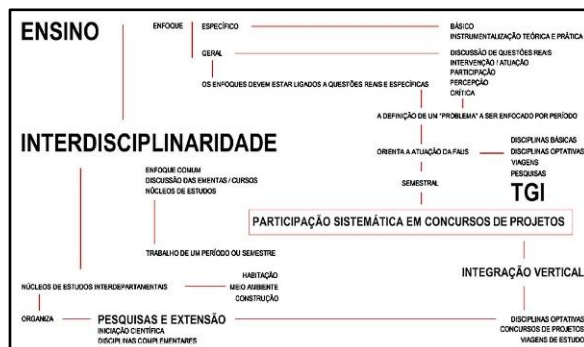 ENSINO
ENFOQUE
ESPECÍFICO
BÁSICO
INSTRUMENTALIZAÇÃO TEÓRICA E PRÁTICA
GERAL
DISCUSSÃO DE QUESTÕES REAIS
INTERVENÇÃO / ATUAÇÃO
PARTICIPAÇÃO
PERCEPÇÃO
CRÍTICA
OS ENFOQUES DEVEM ESTAR LIGADOS A QUESTÕES REAIS E ESPECÍFICAS
A DEFINIÇÃO DE UM "PROBLEMA" A SER ENFOCADO POR PERÍODO
INTERDISCIPLINARIDADE
ORIENTA A ATUAÇÃO DA
DISCIPLINAS BÁSICAS
DISCIPLINAS OPTATIVAS
VIAGENS
PESQUISAS
ENFOQUE COMUM
DISCUSSÃO DAS EMENTAS / CURSOS
NÚCLEOS DE ESTUDOS
SEMESTRAL
TGI
PARTICIPAÇÃO SISTEMÁTICA EM CONCURSOS DE PROJETOS
TRABALHO DE UM PERÍODO OU SEMESTRE
INTEGRAÇÃO VERTICAL
NÚCLEOS DE ESTUDOS INTERDEPARTAMENTAIS
HABITAÇÃO
MEIO AMBIENTE
CONSTRUÇÃO
ORGANIZA
PESQUISAS E EXTENSÃO
INICIAÇÃO CIENTÍFICA
DISCIPLINAS COMPLEMENTARES
DISCIPLINAS OPTATIVAS
CONCURSOS DE PROJETOS
VIAGENS DE ESTUDO